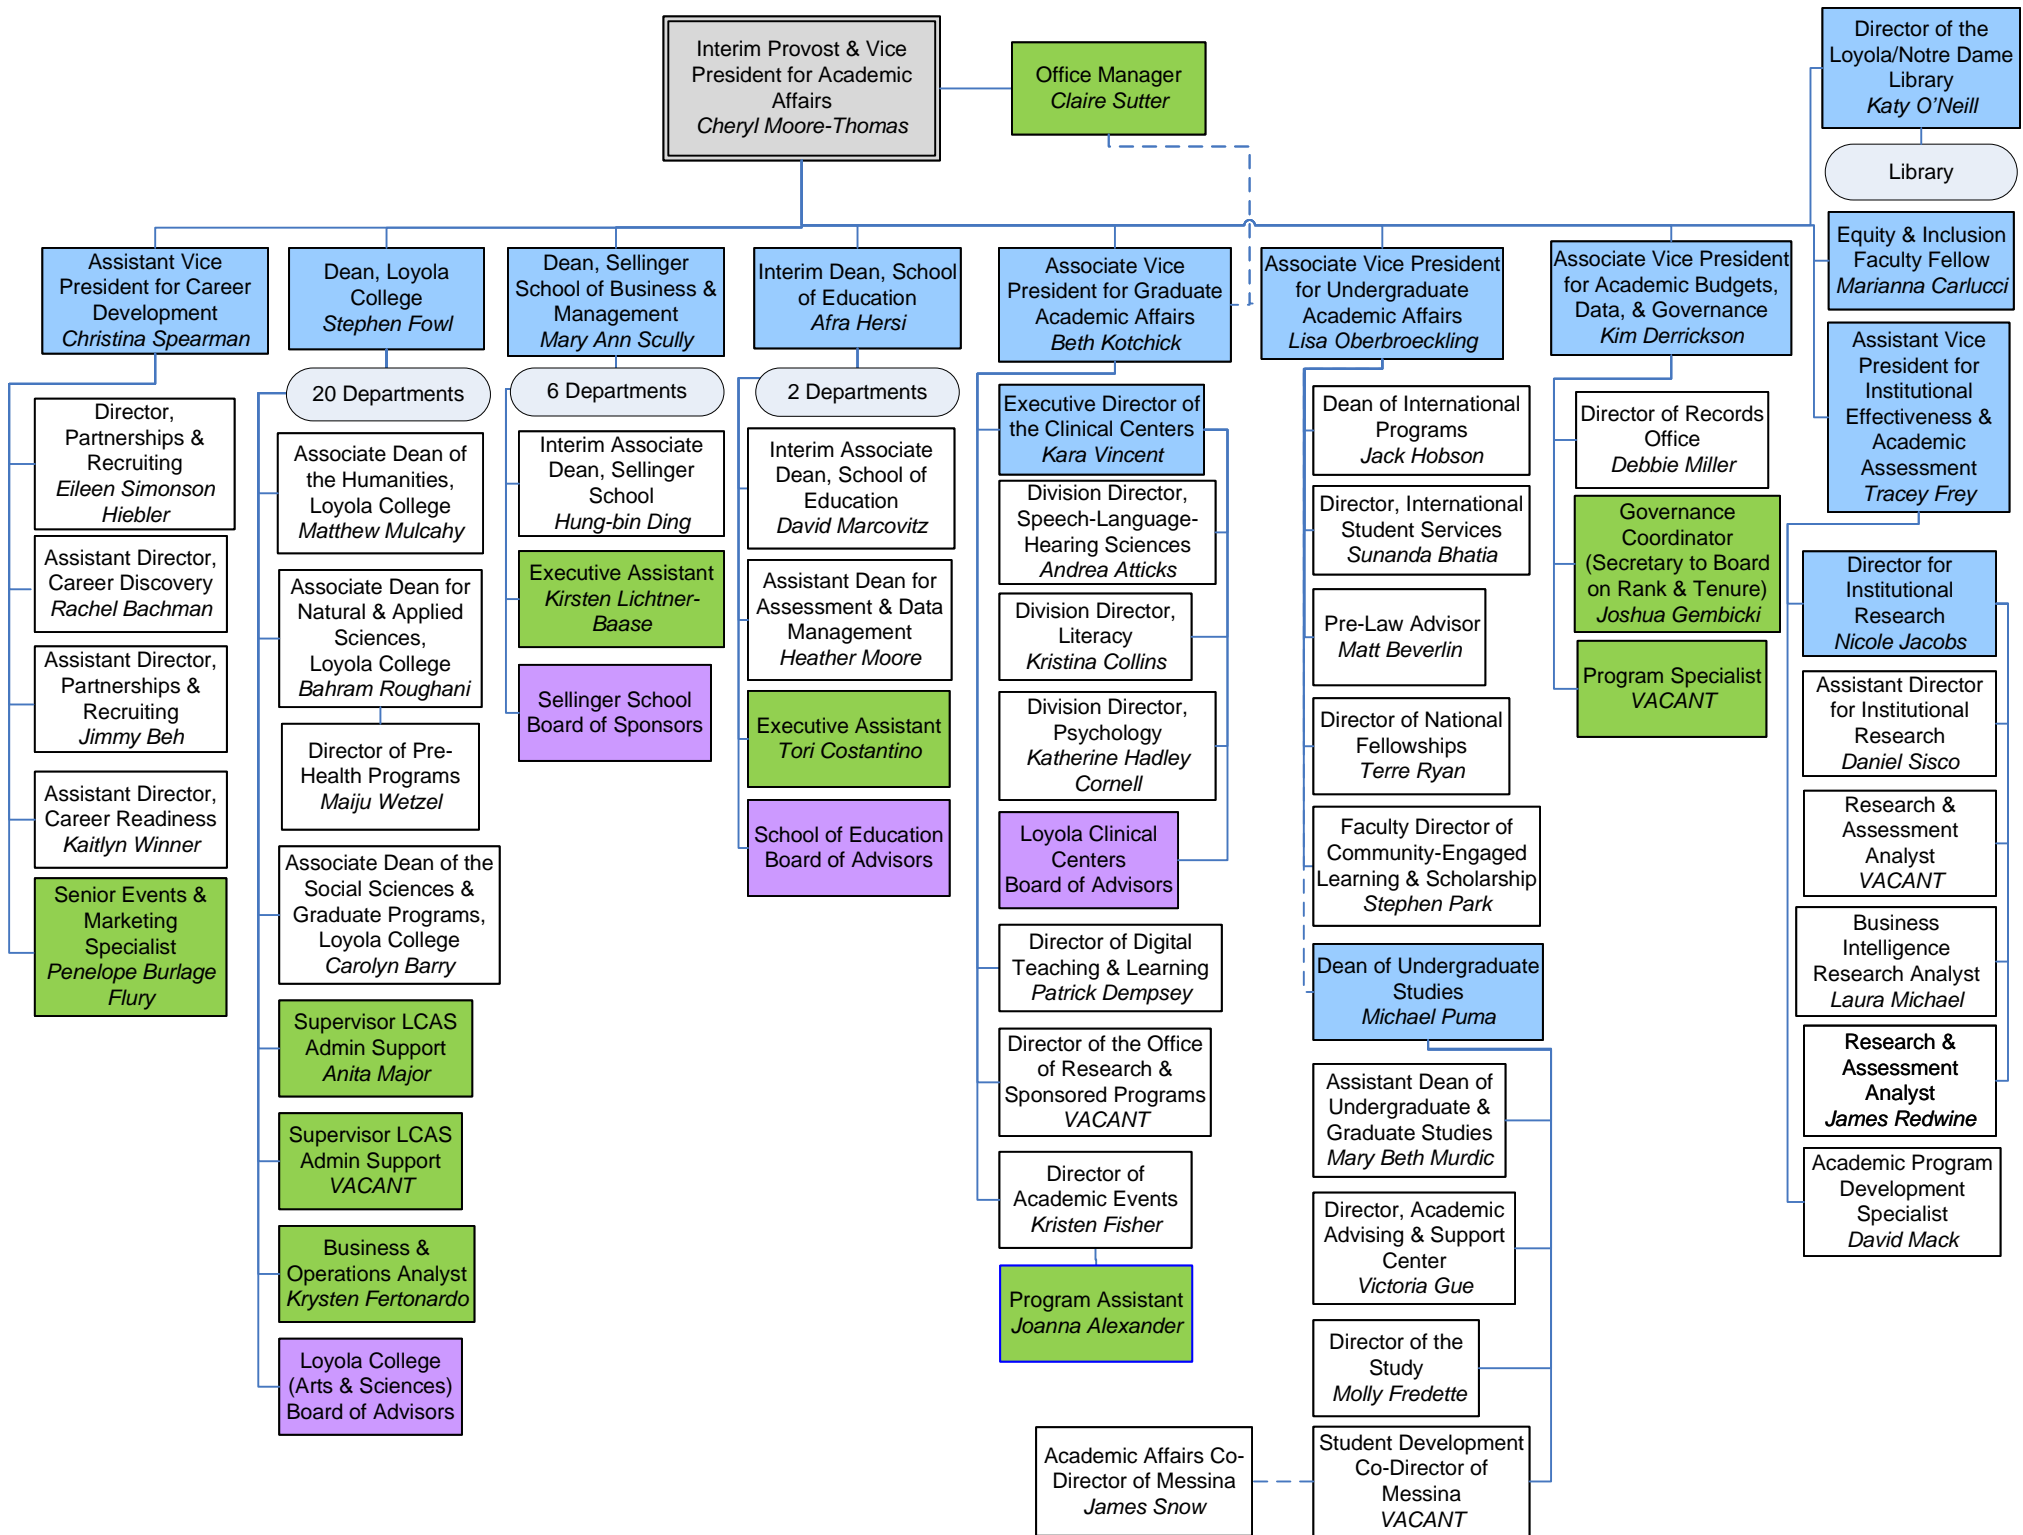 Interim Provost & Vice
President for Academic
Affairs
Cheryl Moore-Thomas
Office Manager
Claire Sutter
Director of the
Loyola/Notre Dame
Library
Katy O'Neill
Library
Equity & Inclusion
Faculty Fellow
Marianna Carlucci
Assistant Vice
President for Career
Development
Christina Spearman
Director,
Partnerships &
Recruiting
Eileen Simonson
Hiebler
Assistant Director,
Career Discovery
Rachel Bachman
Assistant Director,
Partnerships &
Recruiting
Jimmy Beh
Assistant Director,
Career Readiness
Kaitlyn Winner
Senior Events &
Marketing
Specialist
Penelope Burlage
Flury
Dean, Loyola
College
Stephen Fowl
20 Departments
Associate Dean of
the Humanities,
Loyola College
Matthew Mulcahy
Associate Dean for
Natural & Applied
Sciences,
Loyola College
Bahram Roughani
Director of Pre-
Health Programs
Maiju Wetzel
Associate Dean of the
Social Sciences &
Graduate Programs,
Loyola College
Carolyn Barry
Supervisor LCAS
Admin Support
Anita Major
Supervisor LCAS
Admin Support
VACANT
Business &
Operations Analyst
Krysten Fertonardo
Loyola College
(Arts & Sciences)
Board of Advisors
Dean, Sellinger
School of Business &
Management
Mary Ann Scully
6 Departments
Interim Associate
Dean, Sellinger
School
Hung-bin Ding
Executive Assistant
Kirsten Lichtner-
Baase
Sellinger School
Board of Sponsors
Interim Dean, School
of Education
Afra Hersi
2 Departments
Interim Associate
Dean, School of
Education
David Marcovitz
Assistant Dean for
Assessment & Data
Management
Heather Moore
Executive Assistant
Tori Costantino
School of Education
Board of Advisors
Associate Vice
President for Graduate
Academic Affairs
Beth Kotchick
Executive Director of
the Clinical Centers
Kara Vincent
Division Director,
Speech-Language-
Hearing Sciences
Andrea Atticks
Division Director,
Literacy
Kristina Collins
Division Director,
Psychology
Katherine Hadley
Cornell
Loyola Clinical
Centers
Board of Advisors
Director of Digital
Teaching & Learning
Patrick Dempsey
Director of the Office
of Research &
Sponsored Programs
VACANT
Director of
Academic Events
Kristen Fisher
Program Assistant
Joanna Alexander
Associate Vice President
for Undergraduate
Academic Affairs
Lisa Oberbroeckling
Dean of International
Programs
Jack Hobson
Director, International
Student Services
Sunanda Bhatia
Pre-Law Advisor
Matt Beverlin
Director of National
Fellowships
Terre Ryan
Faculty Director of
Community-Engaged
Learning & Scholarship
Stephen Park
Dean of Undergraduate
Studies
Michael Puma
Assistant Dean of
Undergraduate &
Graduate Studies
Mary Beth Murdic
Director, Academic
Advising & Support
Center
Victoria Gue
Director of the
Study
Molly Fredette
Academic Affairs Co-
Director of Messina
James Snow
Student Development
Co-Director of
Messina
VACANT
Associate Vice President
for Academic Budgets,
Data, & Governance
Kim Derrickson
Director of Records
Office
Debbie Miller
Governance
Coordinator
(Secretary to Board
on Rank & Tenure)
Joshua Gembicki
Program Specialist
VACANT
Assistant Vice
President for
Institutional
Effectiveness &
Academic
Assessment
Tracey Frey
Director for
Institutional
Research
Nicole Jacobs
Assistant Director
for Institutional
Research
Daniel Sisco
Research &
Assessment
Analyst
VACANT
Business
Intelligence
Research Analyst
Laura Michael
Research &
Assessment
Analyst
James Redwine
Academic Program
Development
Specialist
David Mack